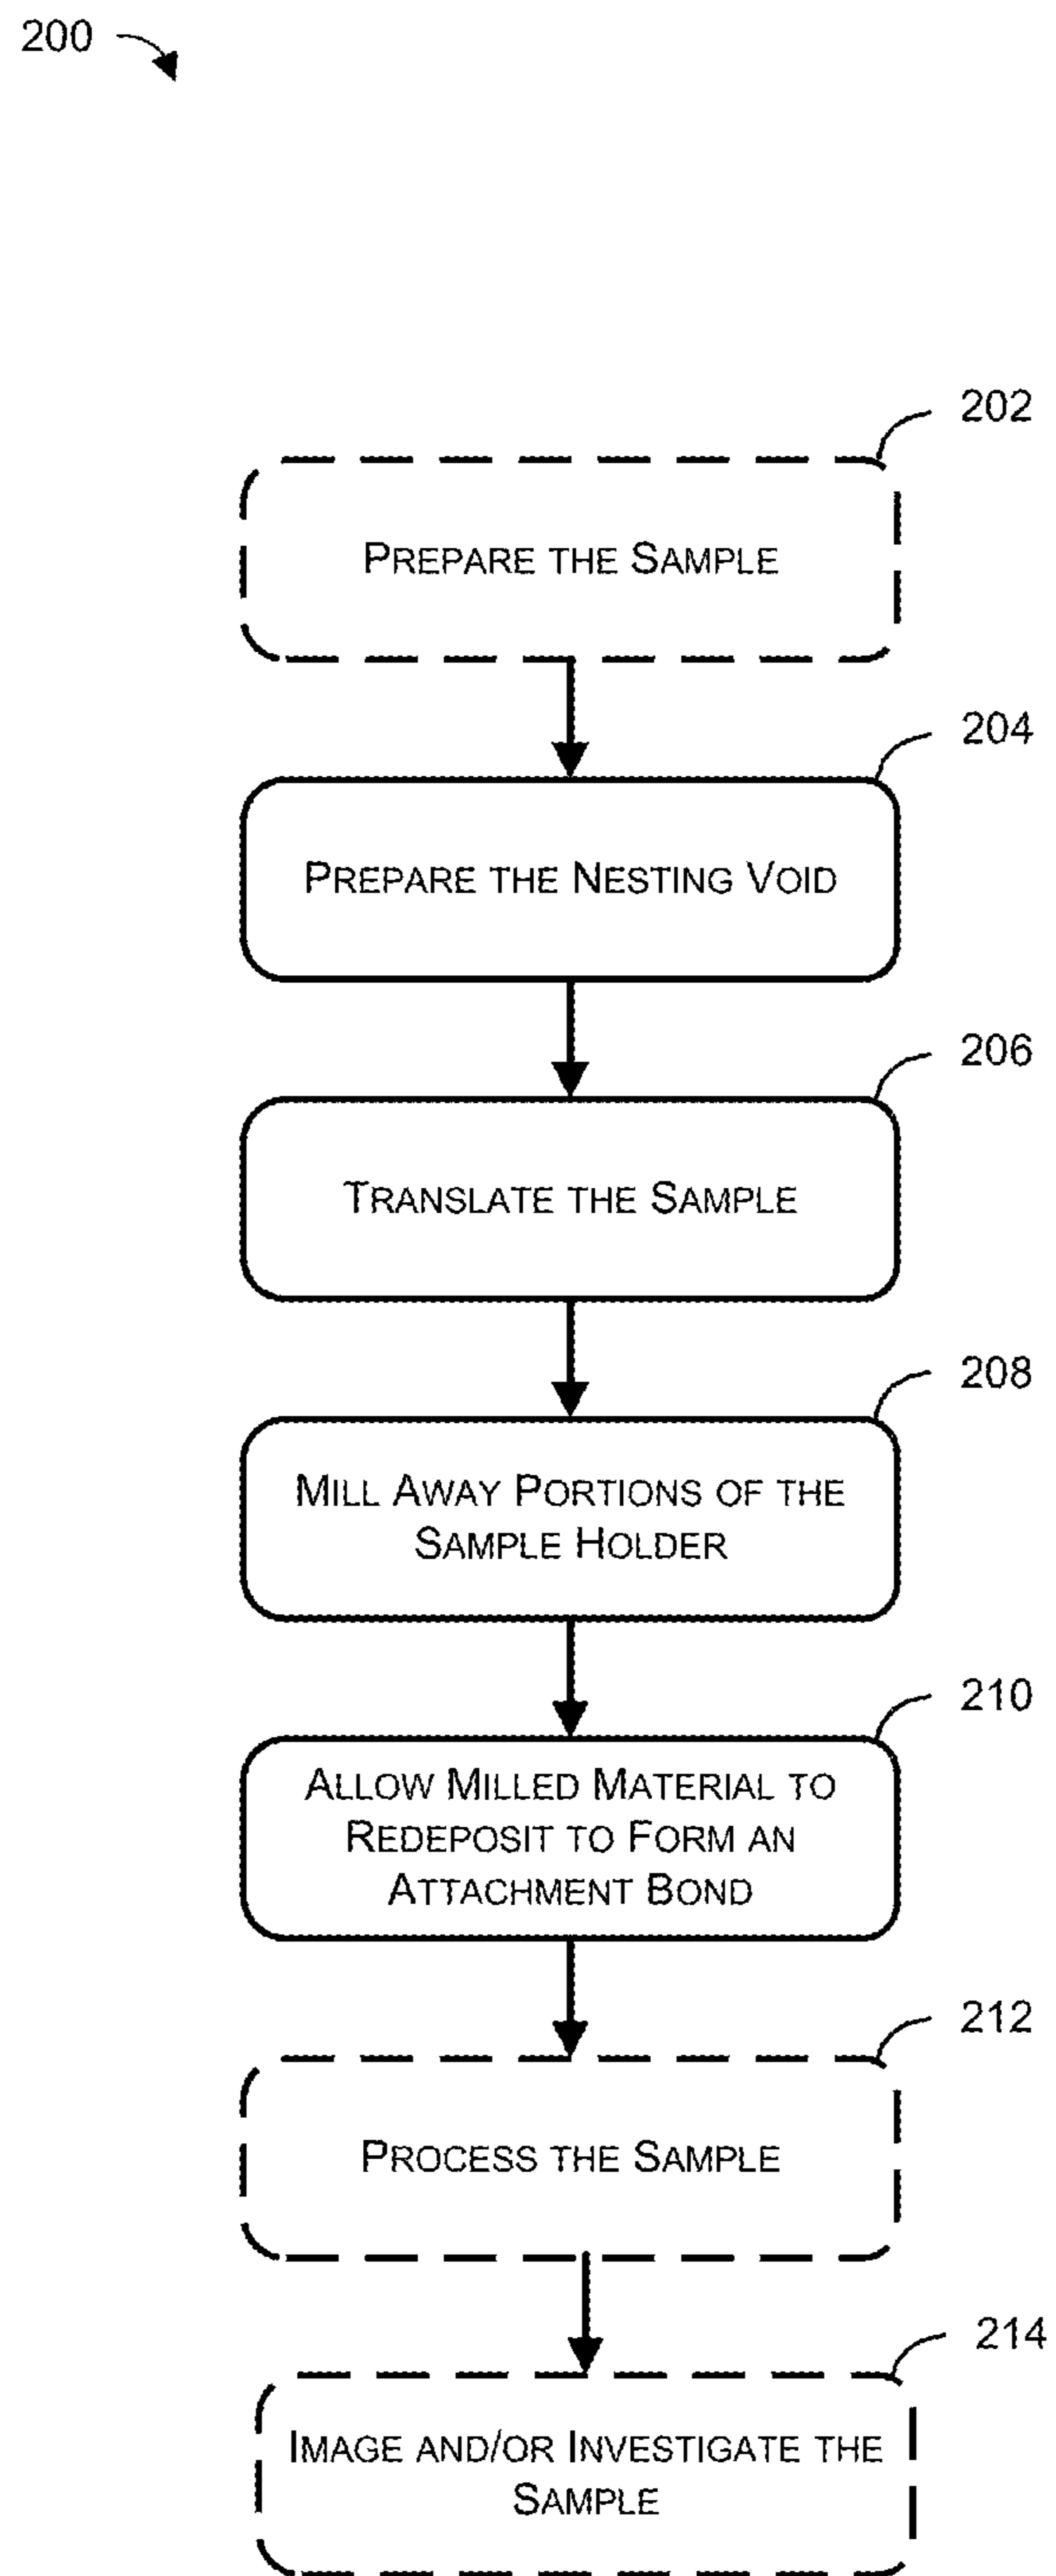 200
202
PREPARE THE SAMPLE
204
PREPARE THE NESTING VOID
206
TRANSLATE THE SAMPLE
208
MILL AWAY PORTIONS OF THE
SAMPLE HOLDER
210
ALLOW MILLED MATERIAL TO
REDEPOSIT TO FORM AN
ATTACHMENT BOND
212
PROCESS THE SAMPLE
214
IMAGE AND/OR INVESTIGATE THE
SAMPLE